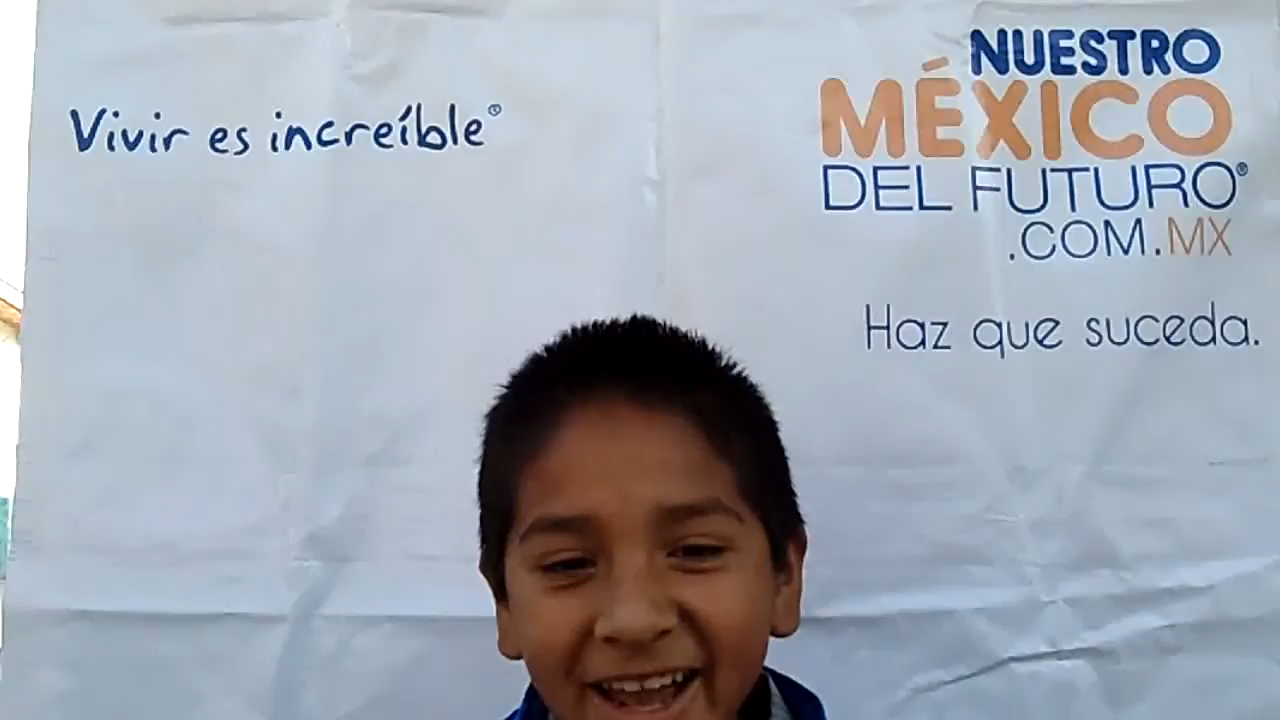 Vivir es increíble®
NUESTRO
MÉXICO
DEL FUTURO®
.COM.MX
Haz que suceda.